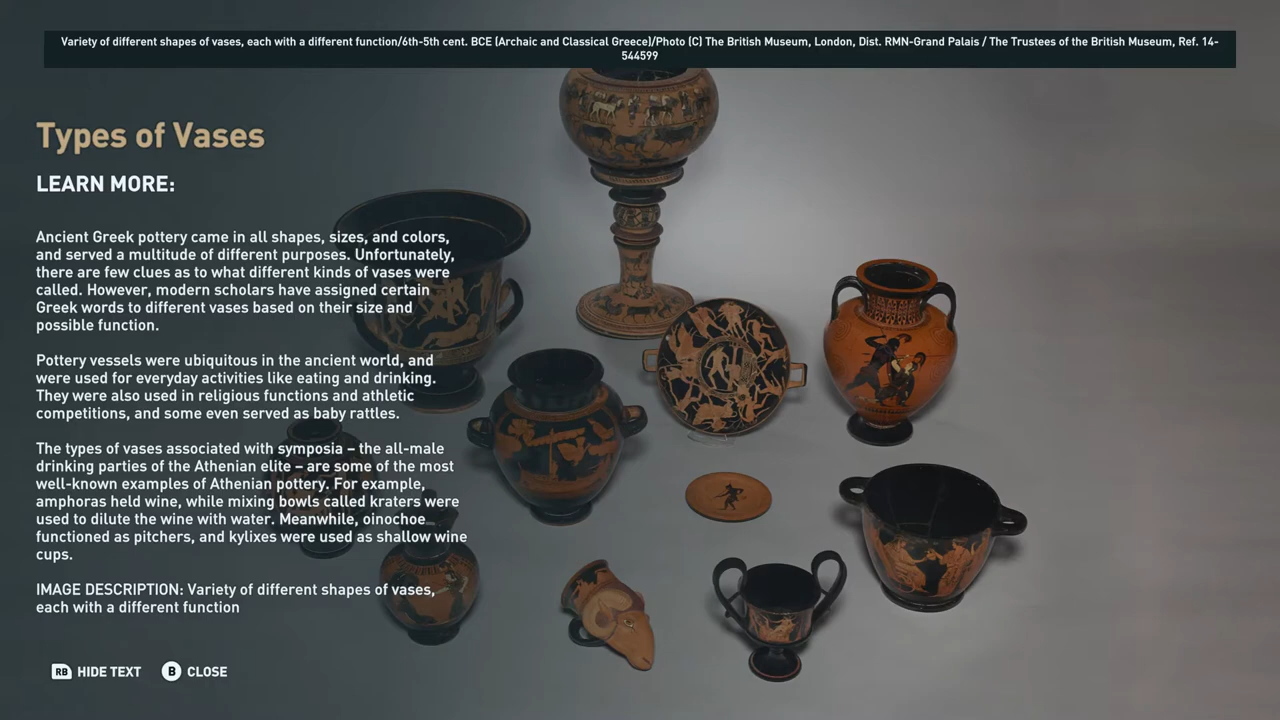 Variety of different shapes of vases, each with a different function/6th-5th cent. BCE (Archaic and Classical Greece)/Photo (C) The British Museum, London, Dist. RMN-Grand Palais / The Trustees of the British Museum, Ref. 14-
544599
Types of Vases
LEARN MORE:
Ancient Greek pottery came in all shapes, sizes, and colors,
and served a multitude of different purposes. Unfortunately,
there are few clues as to what different kinds of vases were
called. However, modern scholars have assigned certain
Greek words to different vases based on their size and
possible function.
Pottery vessels were ubiquitous in the ancient world, and
were used for everyday activities like eating and drinking.
They were also used in religious functions and athletic
competitions, and some even served as baby rattles.
The types of vases associated with symposia – the all-male
drinking parties of the Athenian elite – are some of the most
well-known examples of Athenian pottery. For example,
amphoras held wine, while mixing bowls called kraters were
used to dilute the wine with water. Meanwhile, oinochoe
functioned as pitchers, and kylixes were used as shallow wine
cups.
IMAGE DESCRIPTION: Variety of different shapes of vases,
each with a different function
RB HIDE TEXT B CLOSE